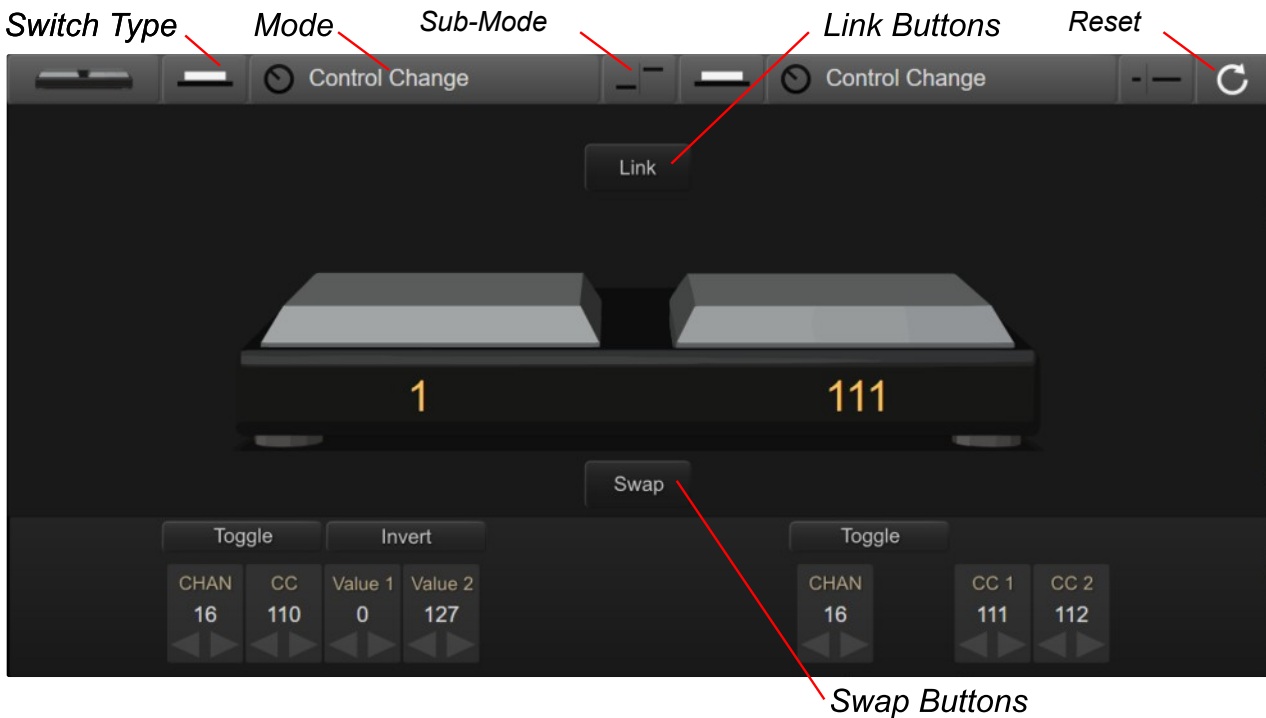 Switch Type Mode Sub-Mode Link Buttons Reset
Control Change Control Change
Link
1 111
Swap
Toggle Invert Toggle
CHAN CC Value 1 Value 2 CHAN CC 1 CC 2
16 110 0 127 16 111 112
Swap Buttons